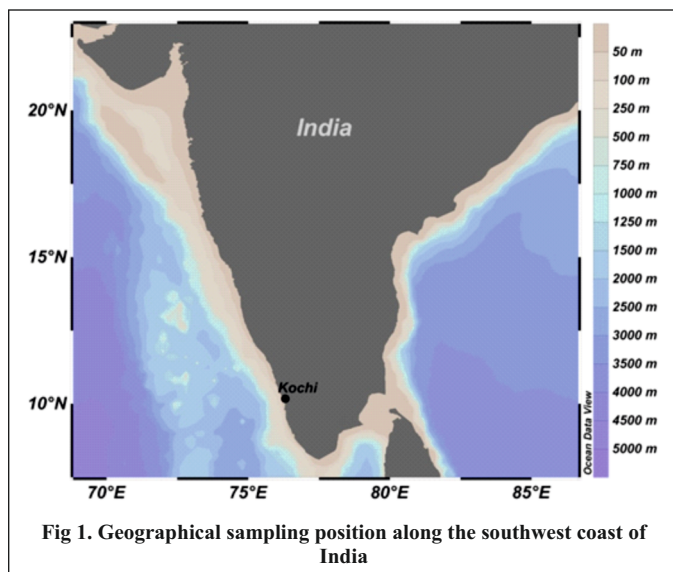 India
Kochi
20°N
15°N
10°N
70°E
75°E
80°E
85°E
50 m
100 m
250 m
500 m
750 m
1000 m
1250 m
1500 m
2000 m
2500 m
3000 m
3500 m
4000 m
4500 m
5000 m
Ocean Data View
Fig 1. Geographical sampling position along the southwest coast of
India